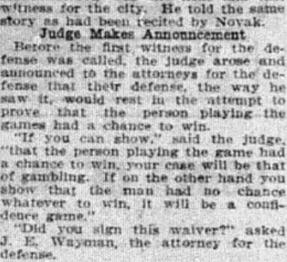 witness for the city. He told the same
story as had been recited by Novak.
Judge Makes Announcement
Before the first witness for the de-
fense was called, the judge arose and
announced to the attorneys for the de-
fense that their defense, the way he
saw it, would rest in the attempt to
prove that the person playing the
games had a chance to win.
"If you can show," said the judge,
"that the person playing the game had
a chance to win, your case will be that
of gambling. If on the other hand you
show that the man had no chance
whatever to win, it will be a confi-
dence game."
"Did you sign this waiver?" asked
J. E. Wayman, the attorney for the
defense.